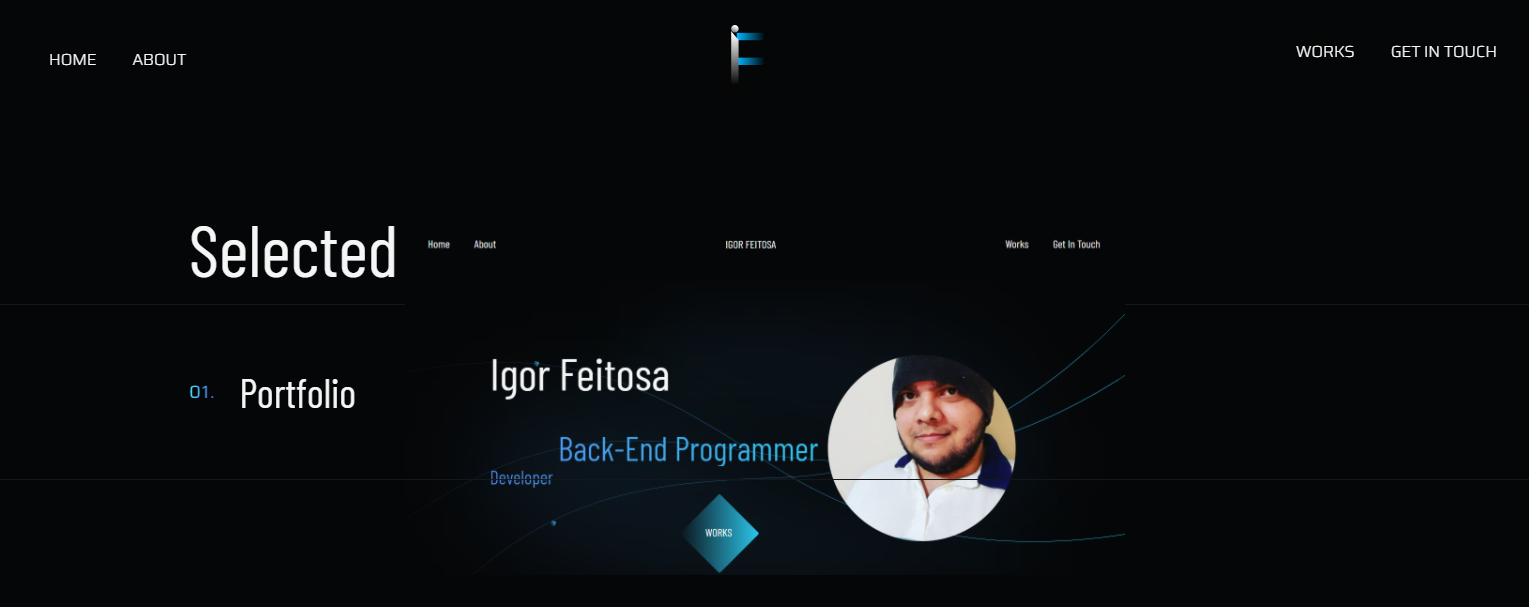 HOME ABOUT WORKS GET IN TOUCH
Selected
Home About IGOR FEITOSA Works Get In Touch
01. Portfolio
Igor Feitosa
Back-End Programmer
Developer
WORKS